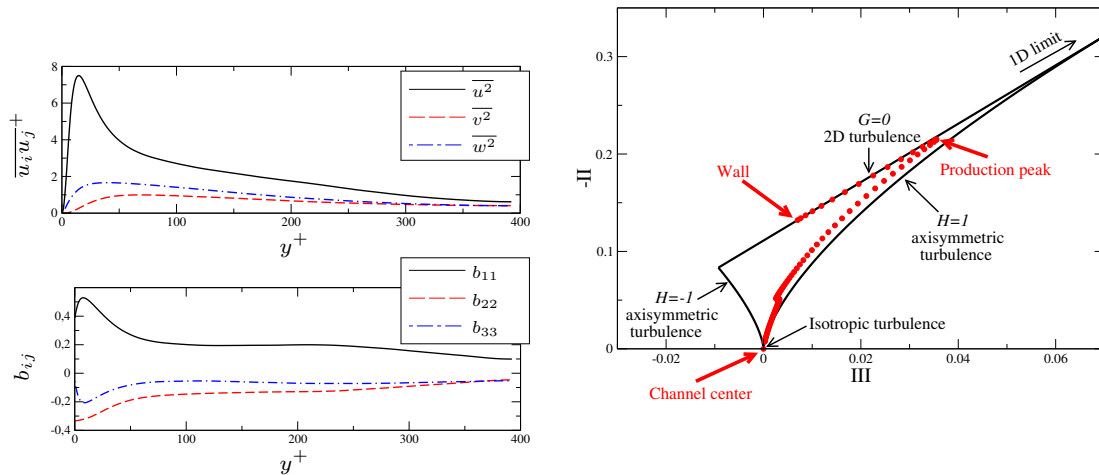 8
6
4
2
0
0
100
200
300
400
y⁺
u_i u_j⁺
u²
v²
w²
0,4
0,2
0
-0,2
-0,4
0
100
200
300
400
y⁺
b_ij
b₁₁
b₂₂
b₃₃
0.3
0.2
0.1
0
-0.02
0
0.02
0.04
0.06
-II
III
1D limit
G=0
2D turbulence
Wall
Production peak
H=1
axisymmetric
turbulence
H=-1
axisymmetric
turbulence
Isotropic turbulence
Channel center